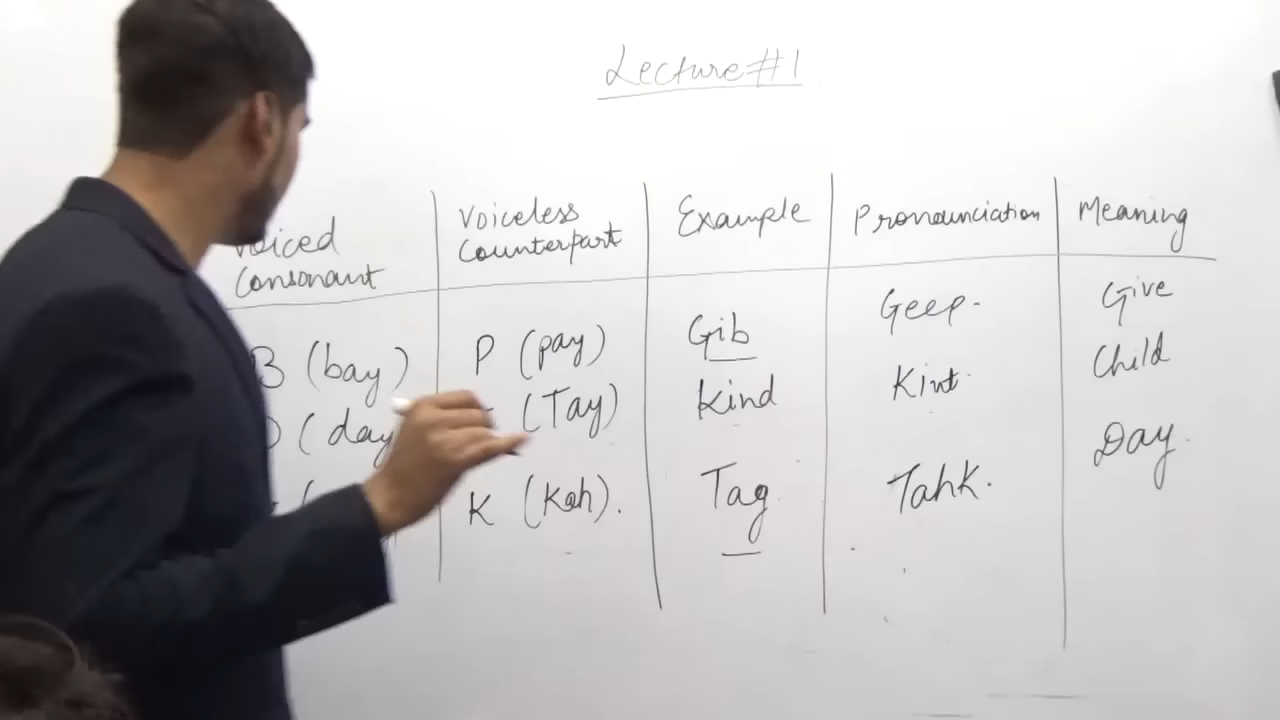 Lecture #1
Voiced Consonant
Voiceless Counterpart
Example
Pronounciation
Meaning
B (bay)
P (pay)
Gib
Geep.
Give
(day
(Tay)
Kind
Kint.
Child
K (Kah).
Tag
Tahk.
Day.